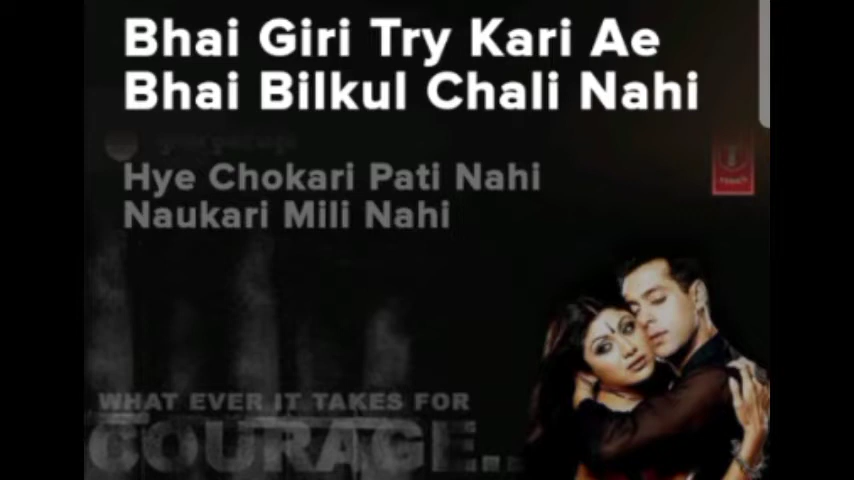 Bhai Giri Try Kari Ae
Bhai Bilkul Chali Nahi
Hye Chokari Pati Nahi
Naukari Mili Nahi
WHAT EVER IT TAKES FOR
COURAGE...